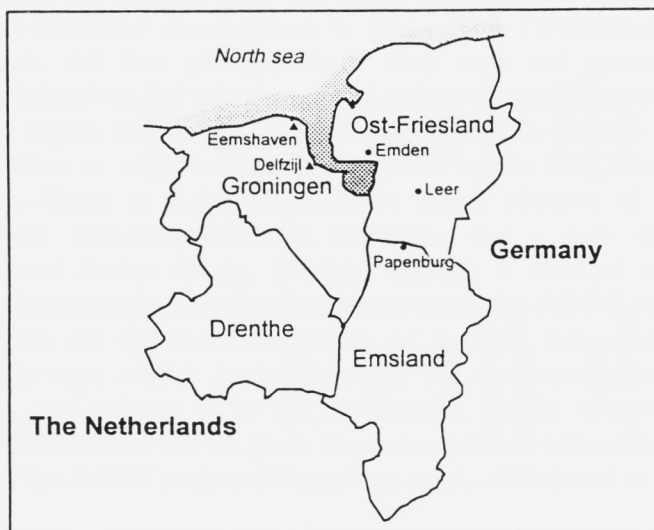 North sea
Ost-Friesland
Eemshaven
Emden
Delfzijl
Groningen
Leer
Germany
Papenburg
Drenthe
Emsland
The Netherlands